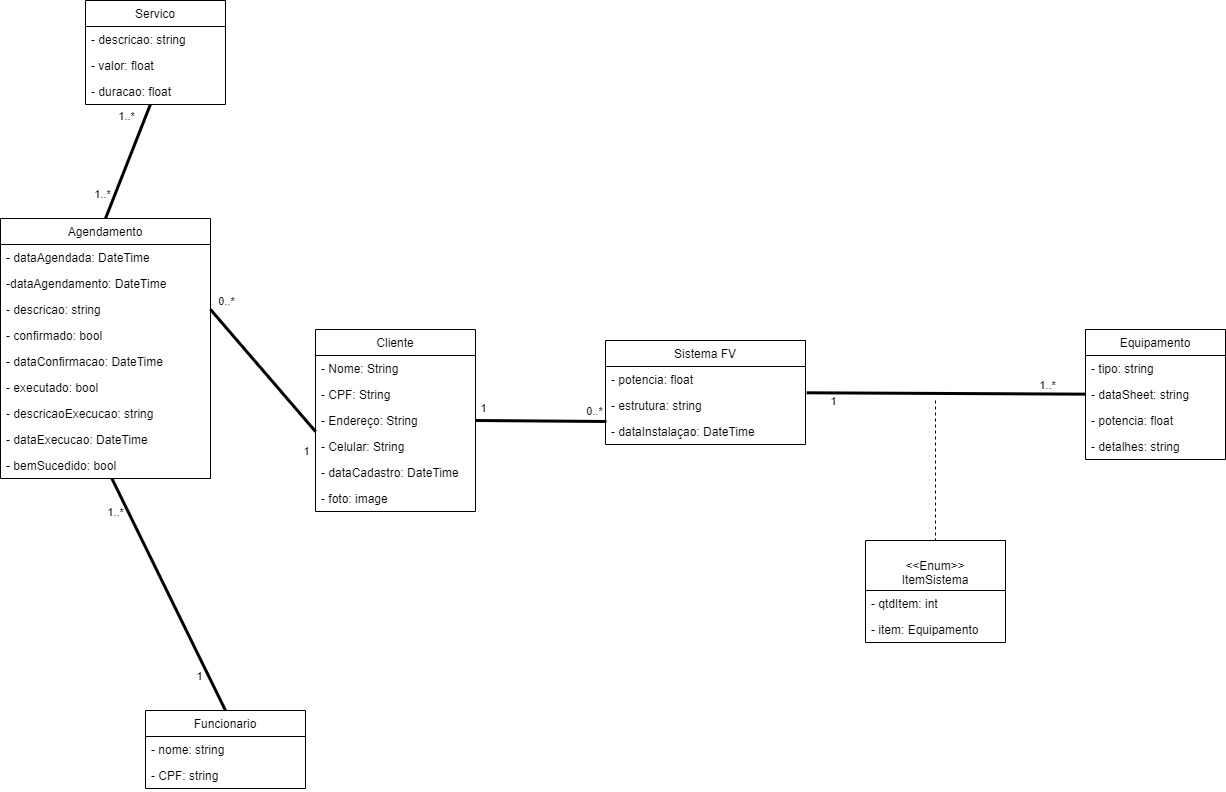 Servico
- descricao: string
- valor: float
- duracao: float
1..*
1..*
Agendamento
- dataAgendada: DateTime
-dataAgendamento: DateTime
- descricao: string
- confirmado: bool
- dataConfirmacao: DateTime
- executado: bool
- descricaoExecucao: string
- dataExecucao: DateTime
- bemSucedido: bool
0..*
1
Cliente
- Nome: String
- CPF: String
- Endereço: String
- Celular: String
- dataCadastro: DateTime
- foto: image
1
0..*
Sistema FV
- potencia: float
- estrutura: string
- dataInstalaçao: DateTime
1
1..*
Equipamento
- tipo: string
- dataSheet: string
- potencia: float
- detalhes: string
<<Enum>>
ItemSistema
- qtdItem: int
- item: Equipamento
1..*
1
Funcionario
- nome: string
- CPF: string